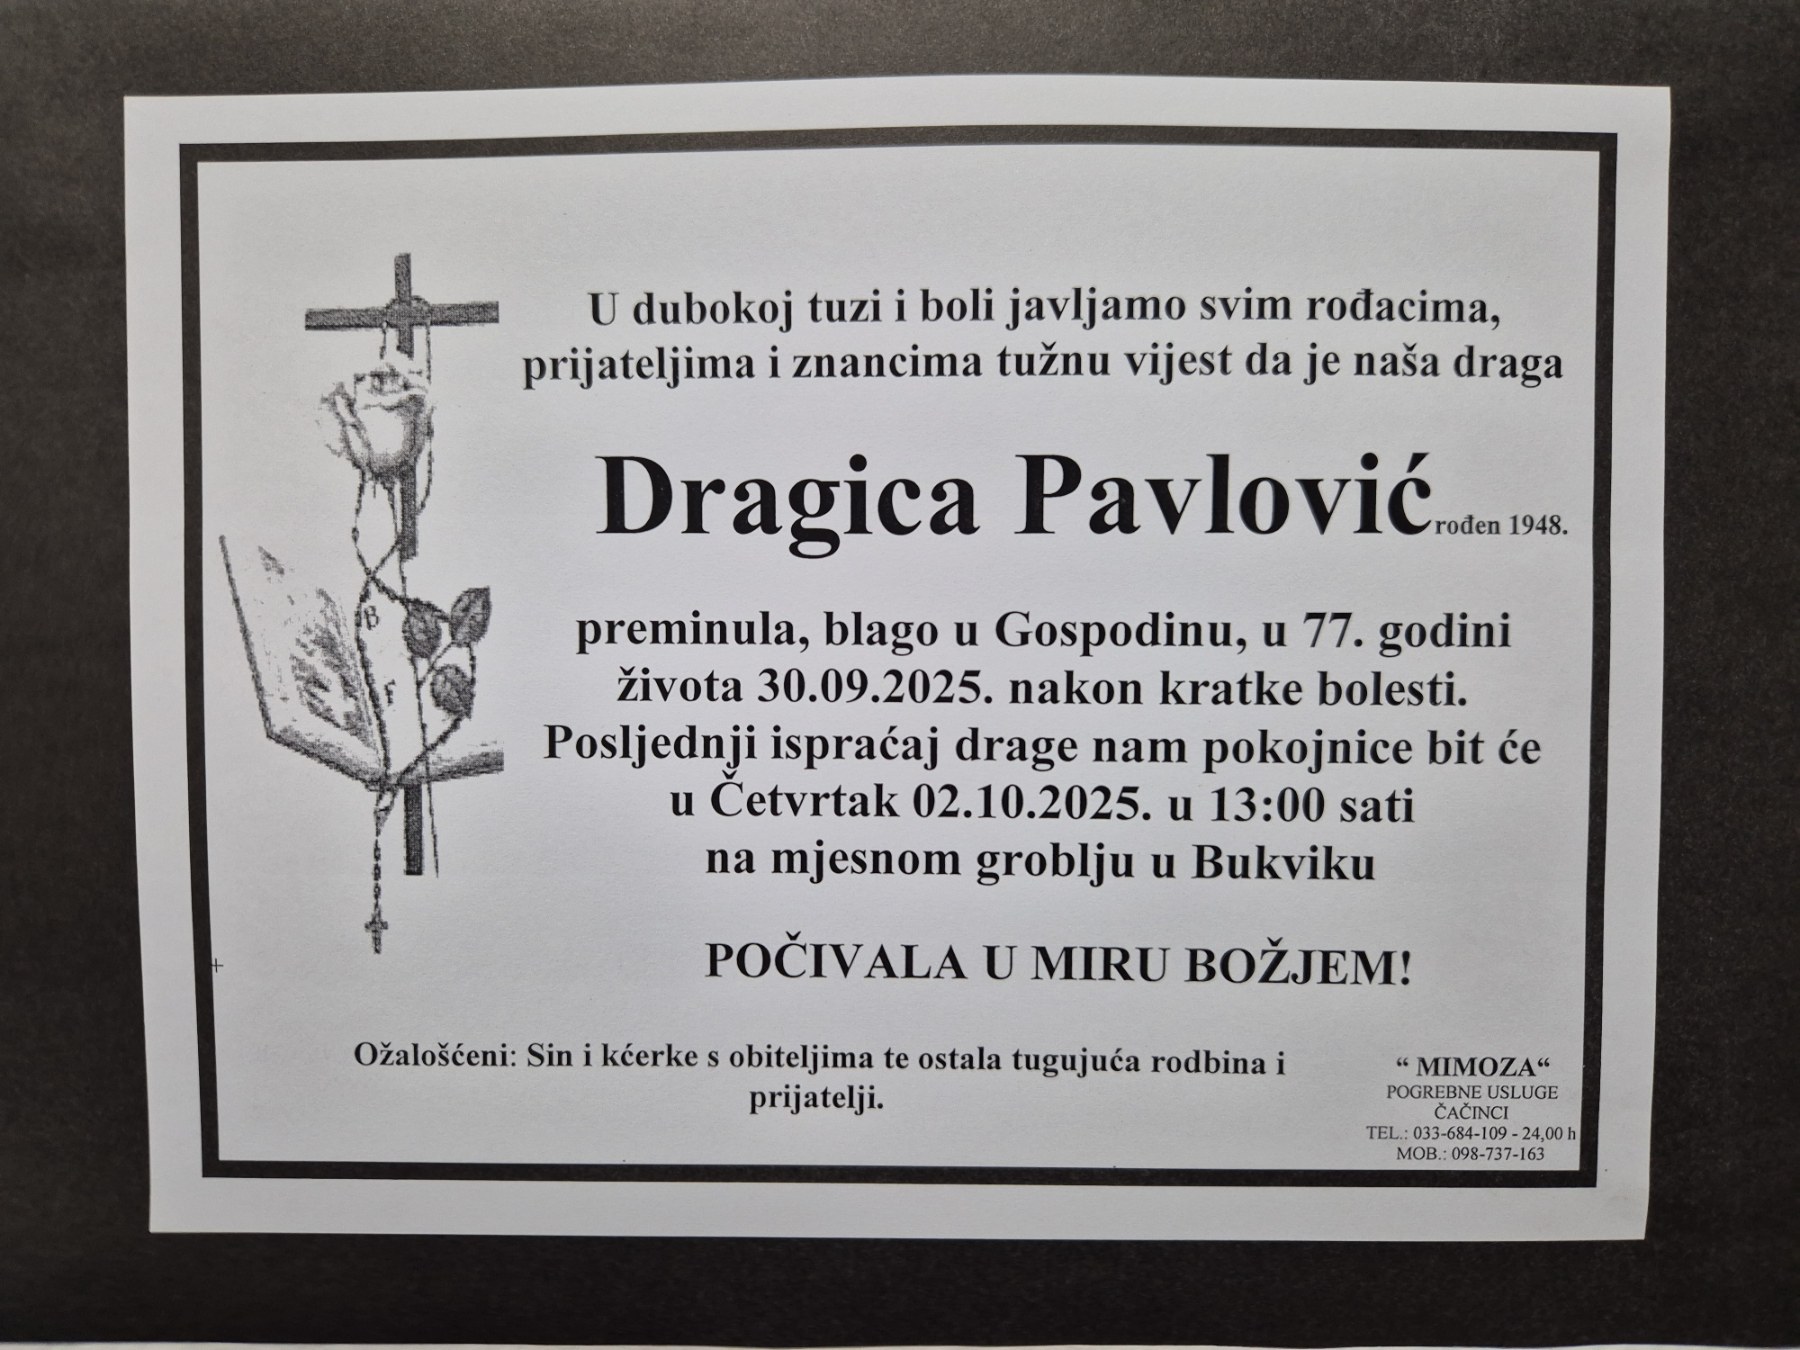 U dubokoj tuzi i boli javljamo svim rođacima,
prijateljima i znancima tužnu vijest da je naša draga
Dragica Pavlović rođen 1948.
preminula, blago u Gospodinu, u 77. godini
života 30.09.2025. nakon kratke bolesti.
Posljednji ispraćaj drage nam pokojnice bit će
u Četvrtak 02.10.2025. u 13:00 sati
na mjesnom groblju u Bukviku
POČIVALA U MIRU BOŽJEM!
Ožalošćeni: Sin i kćerke s obiteljima te ostala tugujuća rodbina i
prijatelji.
“ MIMOZA“
POGREBNE USLUGE
ČAČINCI
TEL.: 033-684-109 - 24,00 h
MOB.: 098-737-163